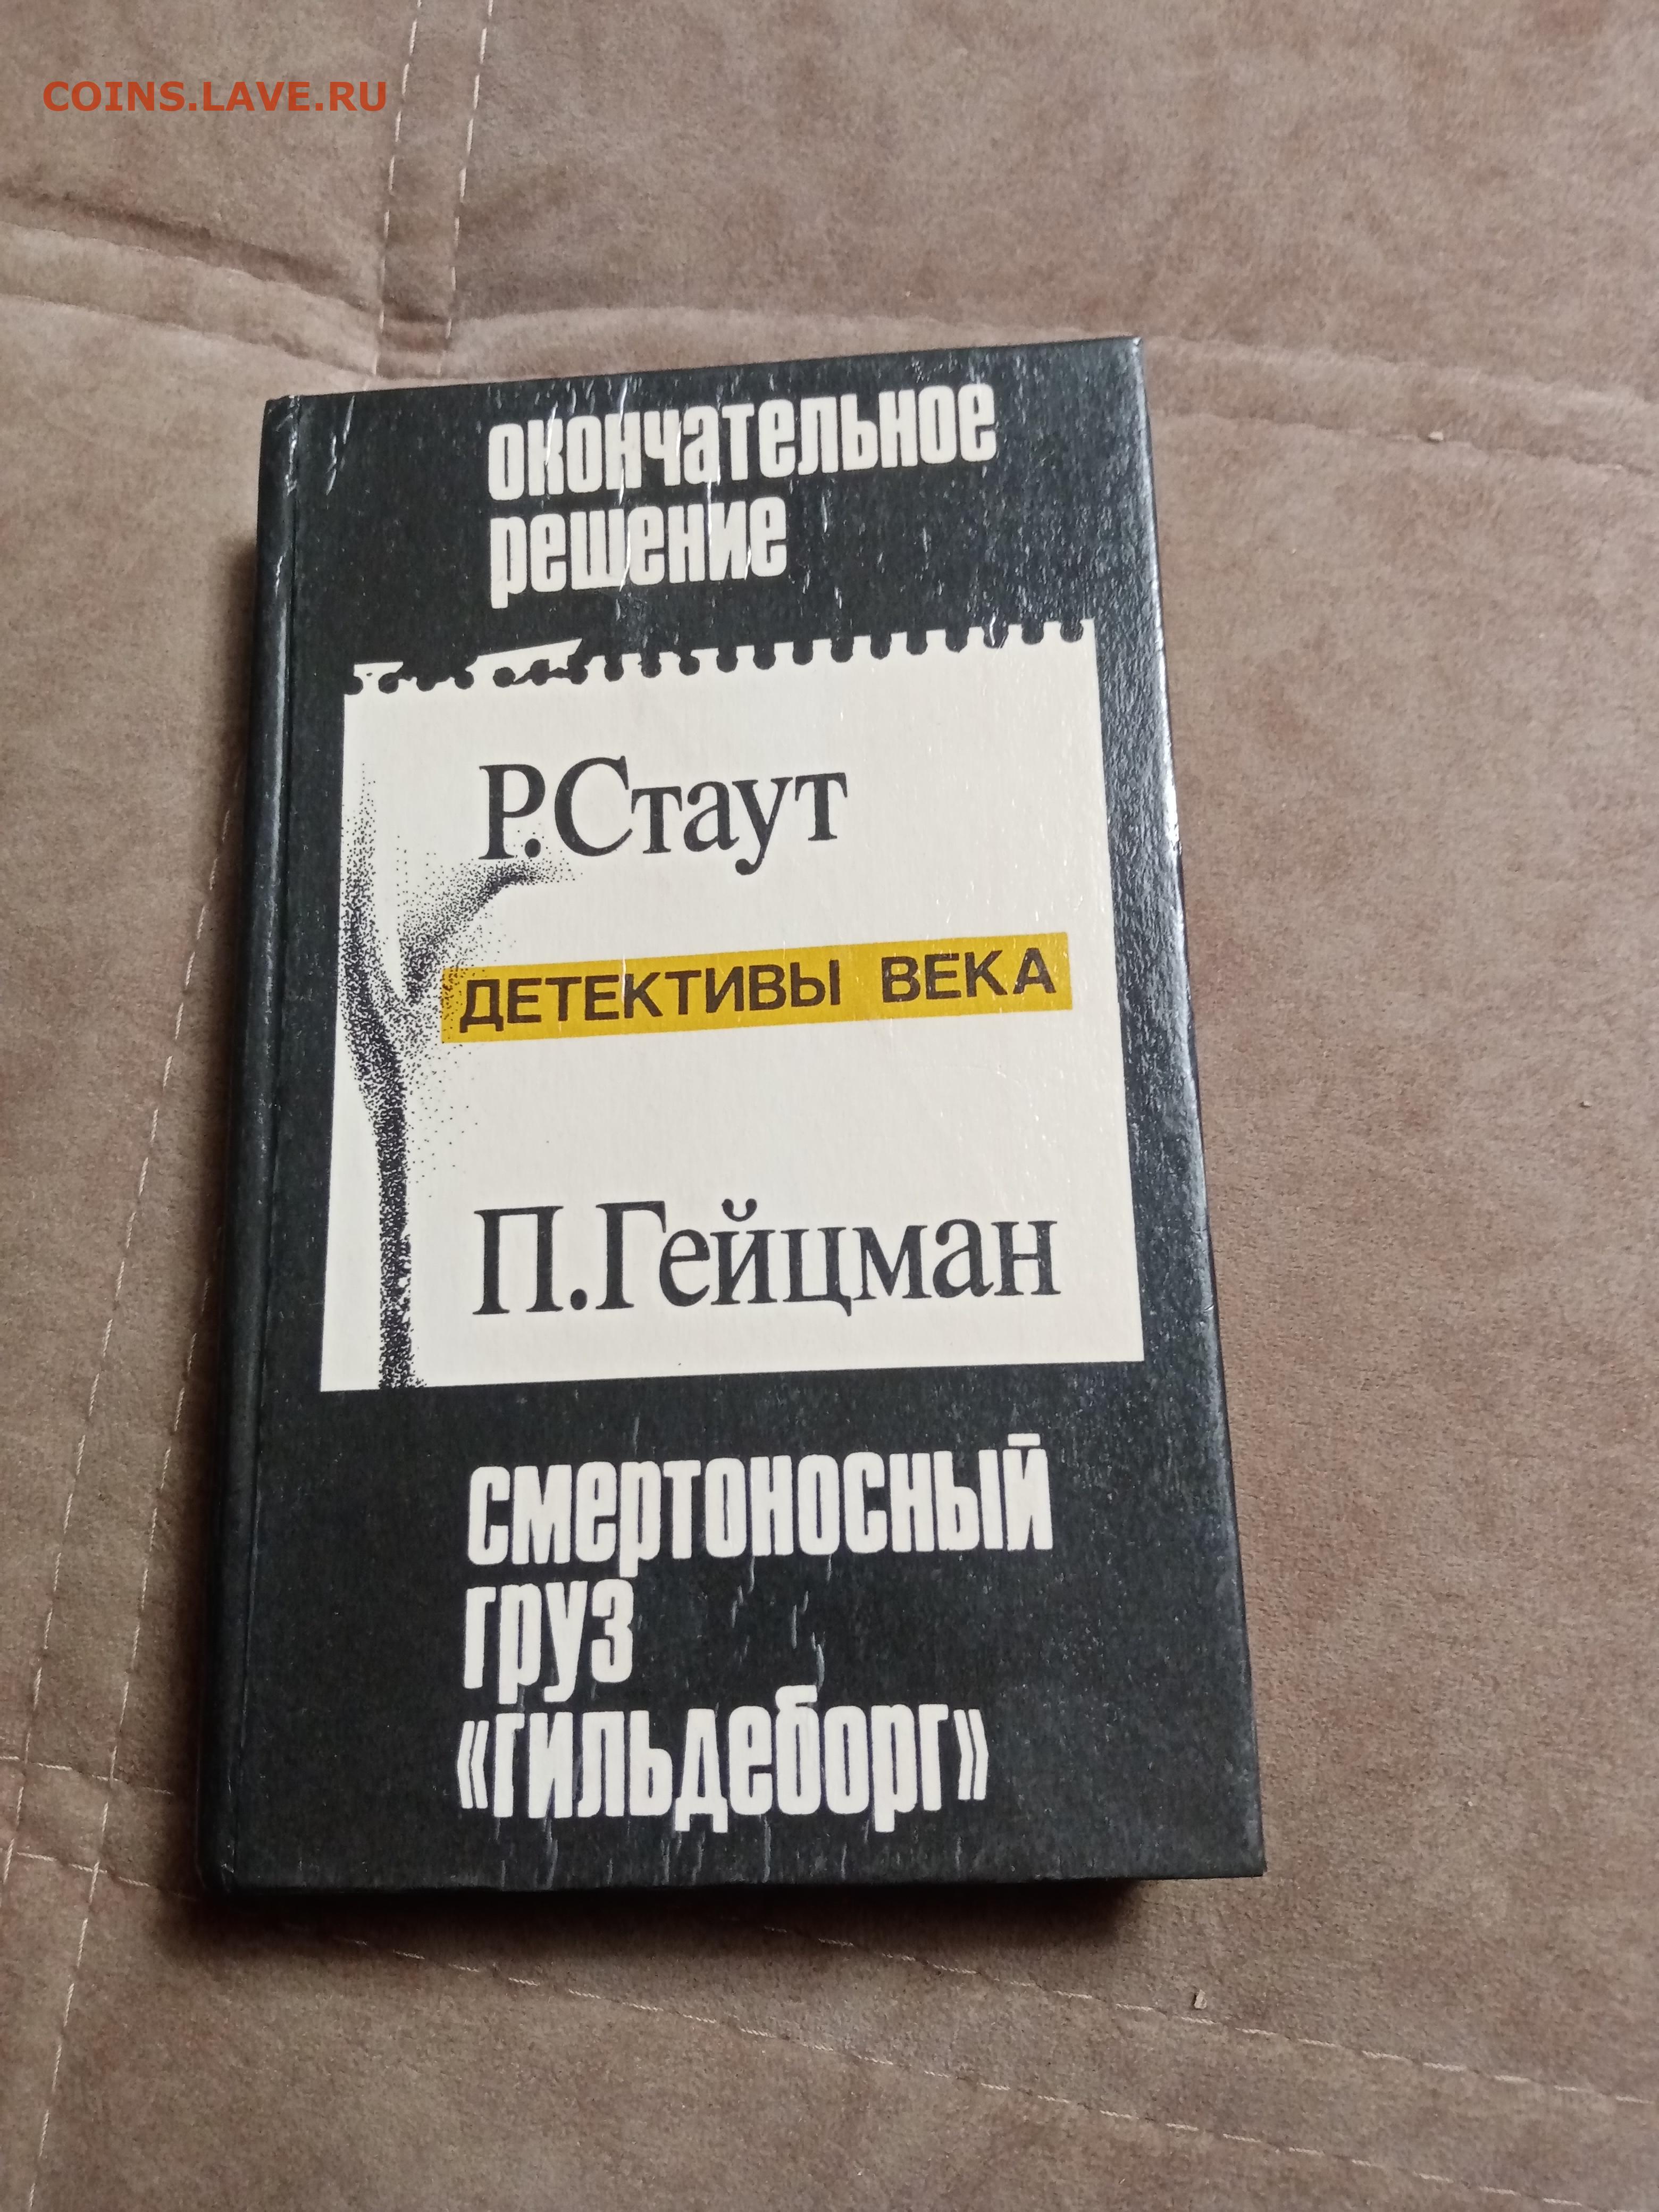 COINS.LAVE.RU
окончательное
решение
Р.Стаут
ДЕТЕКТИВЫ ВЕКА
П.Гейцман
смертоносный
груз
«гильдеборг»